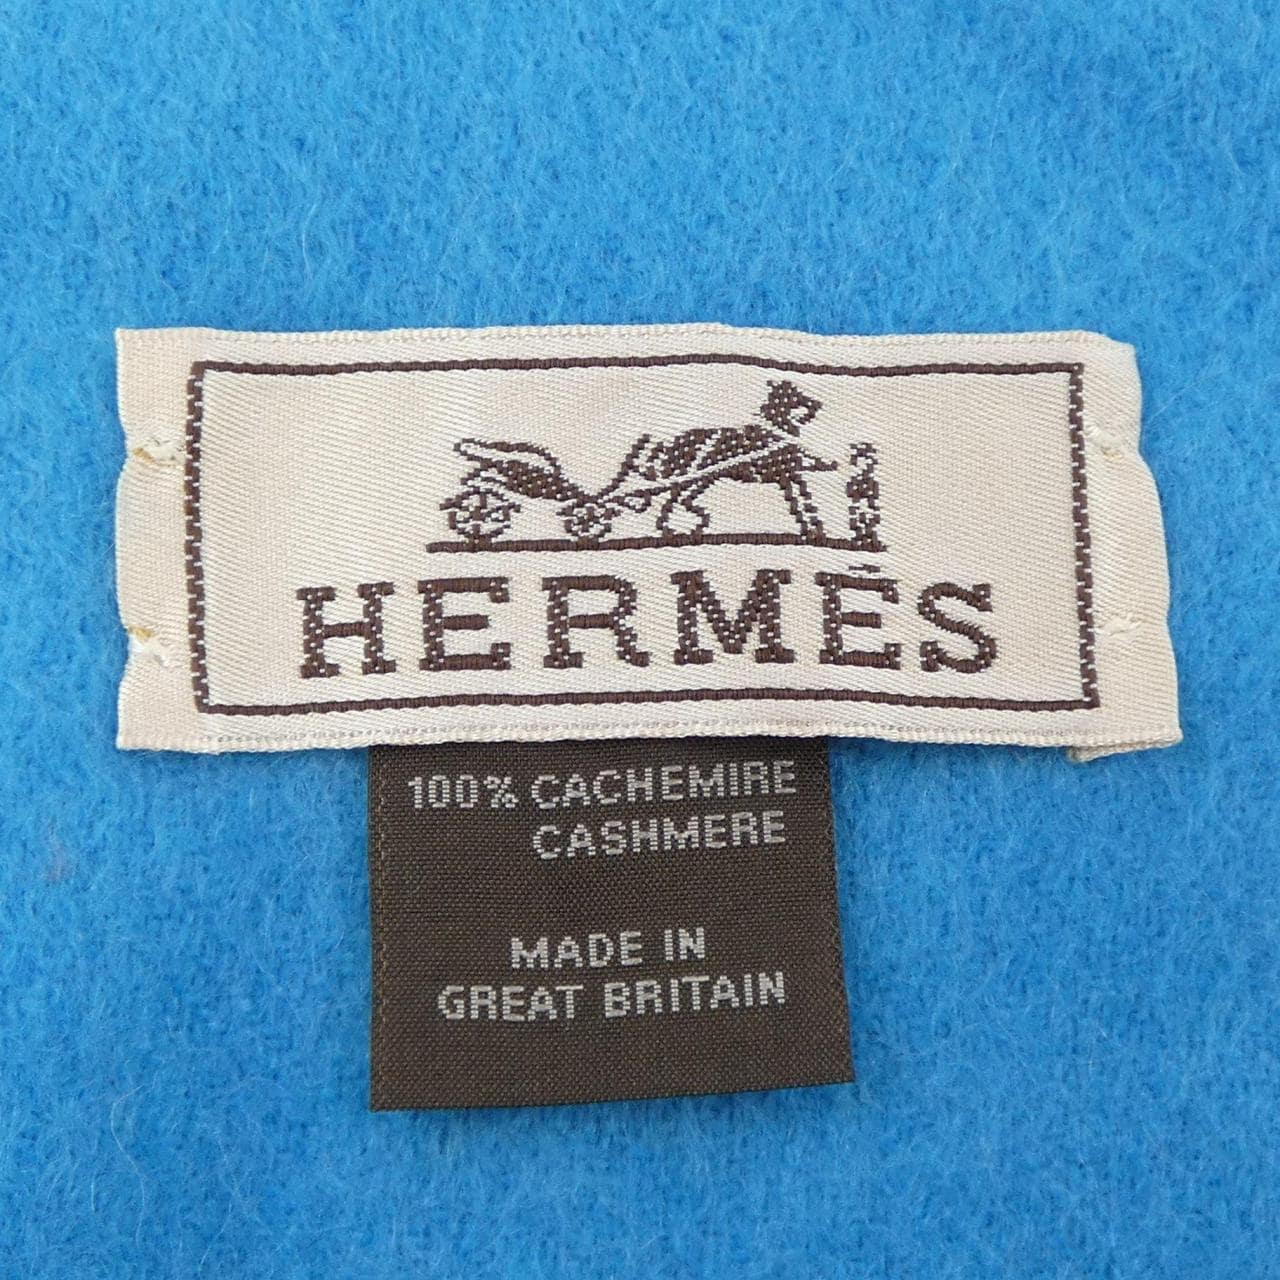 HERMÈS
100% CACHEMIRE
CASHMERE
MADE IN
GREAT BRITAIN